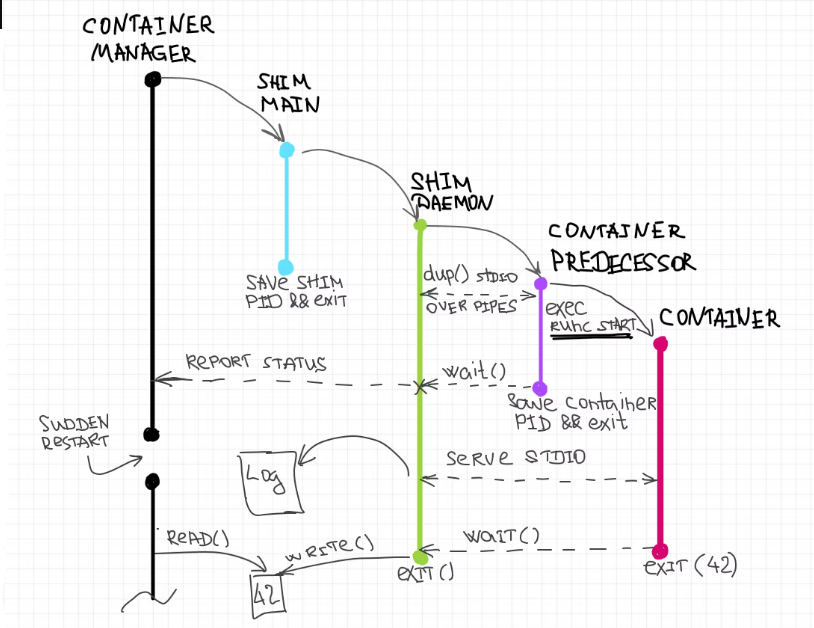 CONTAINER
MANAGER
SHIM
MAIN
SHIM
DAEMON
CONTAINER
PREDECESSOR
dup() STDIO
OVER PIPES
SAVE SHIM
PID && exit
exec
runc START
CONTAINER
REPORT STATUS
wait()
save container
PID && exit
SUDDEN
RESTART
LOG
serve STDIO
READ()
WRITE()
WAIT()
42
EXIT()
EXIT (42)